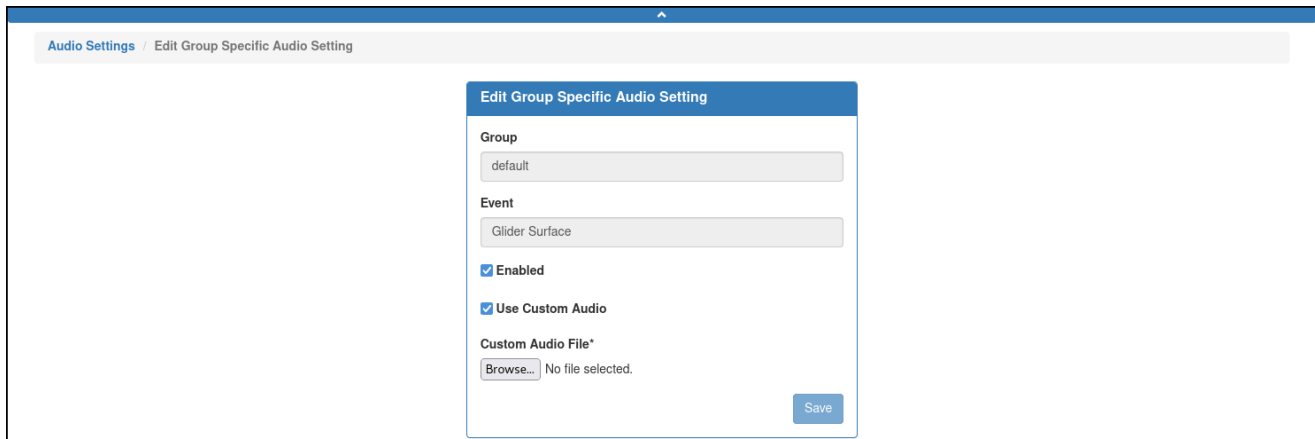 Audio Settings / Edit Group Specific Audio Setting
Edit Group Specific Audio Setting
Group
default
Event
Glider Surface
Enabled
Use Custom Audio
Custom Audio File*
Browse... No file selected.
Save